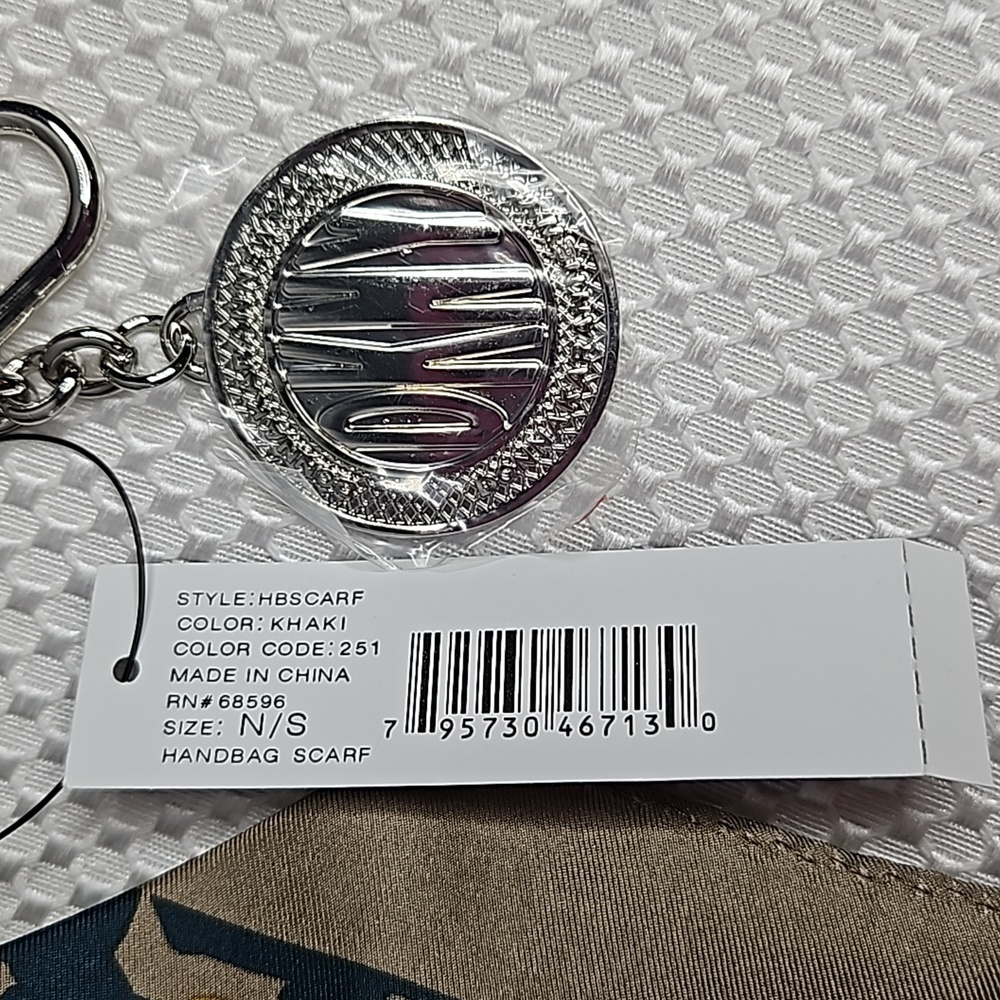 STYLE:HBSCARF
COLOR: KHAKI
COLOR CODE: 251
MADE IN CHINA
RN# 68596
SIZE: N/S
HANDBAG SCARF
7 95730 46713 0